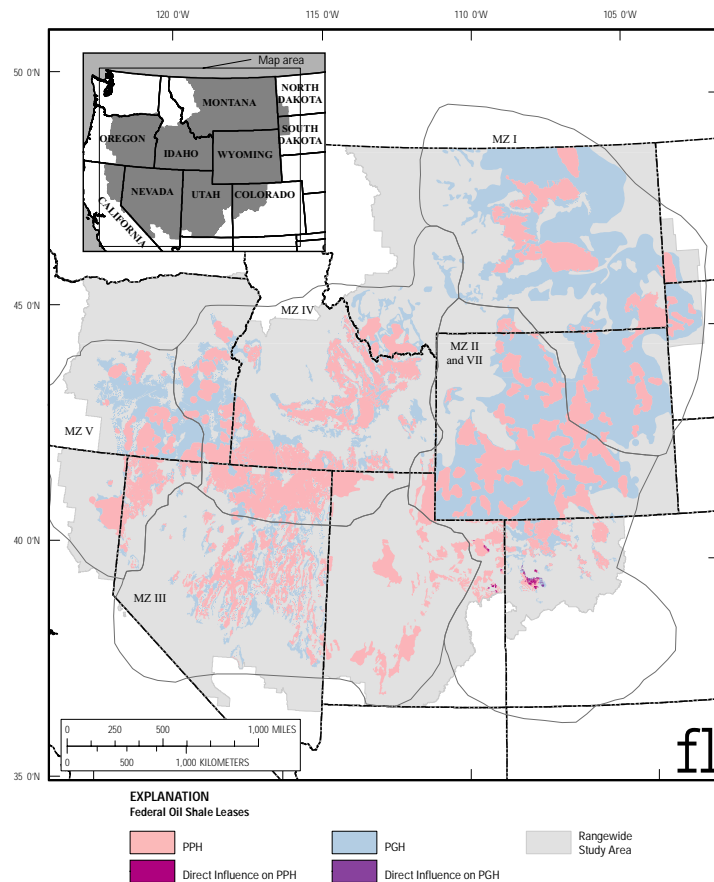 120 0'W 115 0'W 110 0'W 105 0'W
50 0'N
Map area
NORTH
DAKOTA
MONTANA
SOUTH
DAKOTA
OREGON
IDAHO
WYOMING
NEVADA
UTAH
COLORADO
CALIFORNIA
MZ I
45 0'N
MZ IV
MZ II
and VII
MZ V
40 0'N
MZ III
0 250 500 1,000 MILES
0 500 1,000 KILOMETERS
fl
35 0'N
EXPLANATION
Federal Oil Shale Leases
PPH
PGH
Rangewide
Study Area
Direct Influence on PPH
Direct Influence on PGH